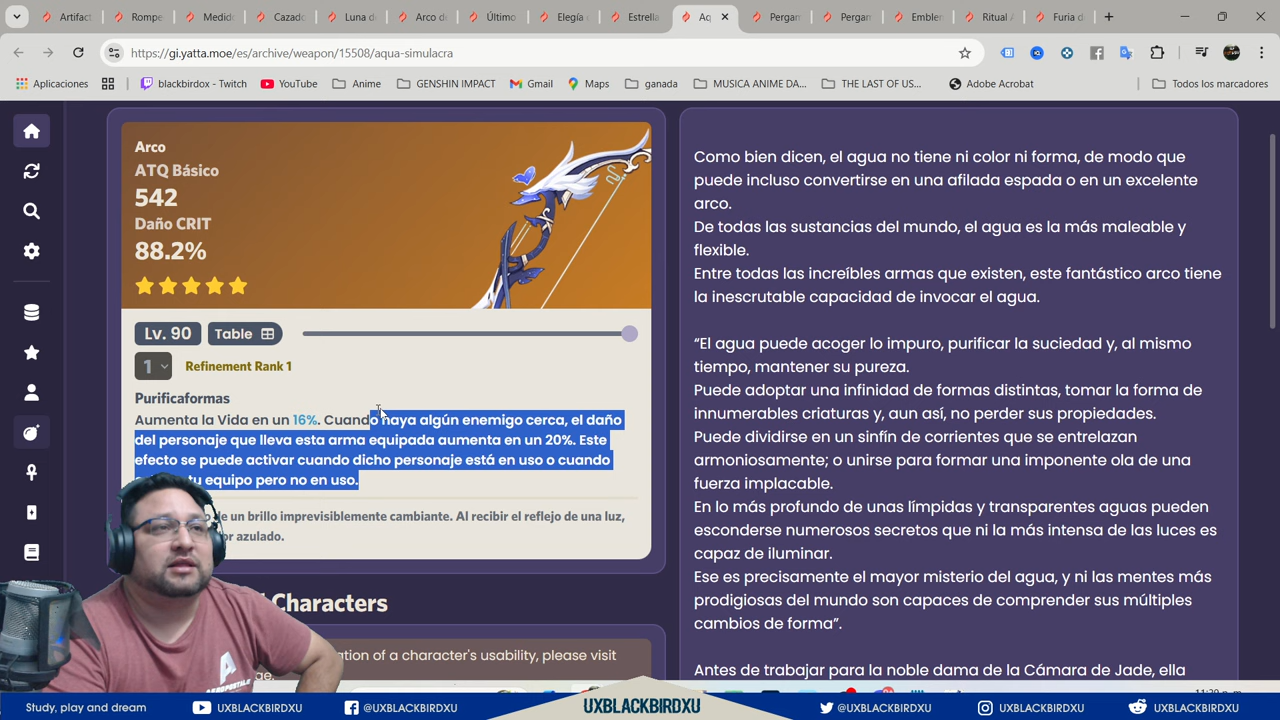 Artifact
Rompe
Medid
Cazado
Luna d
Arco d
Último
Elegía
Estrella
Aq
Pergam
Pergam
Emblem
Ritual
Furia d
https://gi.yatta.moe/es/archive/weapon/15508/aqua-simulacra
Aplicaciones
blackbirdox - Twitch
YouTube
Anime
GENSHIN IMPACT
Gmail
Maps
ganada
MUSICA ANIME DA...
THE LAST OF US...
Adobe Acrobat
Todos los marcadores
Arco
ATQ Básico
542
Daño CRIT
88.2%
Lv. 90
Table
1
Refinement Rank 1
Purificaformas
Aumenta la Vida en un 16%. Cuando haya algún enemigo cerca, el daño
del personaje que lleva esta arma equipada aumenta en un 20%. Este
efecto se puede activar cuando dicho personaje está en uso o cuando
tu equipo pero no en uso.
de un brillo imprevisiblemente cambiante. Al recibir el reflejo de una luz,
azulado.
Characters
of a character's usability, please visit
Como bien dicen, el agua no tiene ni color ni forma, de modo que
puede incluso convertirse en una afilada espada o en un excelente
arco.
De todas las sustancias del mundo, el agua es la más maleable y
flexible.
Entre todas las increíbles armas que existen, este fantástico arco tiene
la inescrutable capacidad de invocar el agua.
“El agua puede acoger lo impuro, purificar la suciedad y, al mismo
tiempo, mantener su pureza.
Puede adoptar una infinidad de formas distintas, tomar la forma de
innumerables criaturas y, aun así, no perder sus propiedades.
Puede dividirse en un sinfín de corrientes que se entrelazan
armoniosamente; o unirse para formar una imponente ola de una
fuerza implacable.
En lo más profundo de unas límpidas y transparentes aguas pueden
esconderse numerosos secretos que ni la más intensa de las luces es
capaz de iluminar.
Ese es precisamente el mayor misterio del agua, y ni las mentes más
prodigiosas del mundo son capaces de comprender sus múltiples
cambios de forma”.
Antes de trabajar para la noble dama de la Cámara de Jade, ella
Study, play and dream
UXBLACKBIRDXU
@UXBLACKBIRDXU
UXBLACKBIRDXU
@UXBLACKBIRDXU
UXBLACKBIRDXU
UXBLACKBIRDXU